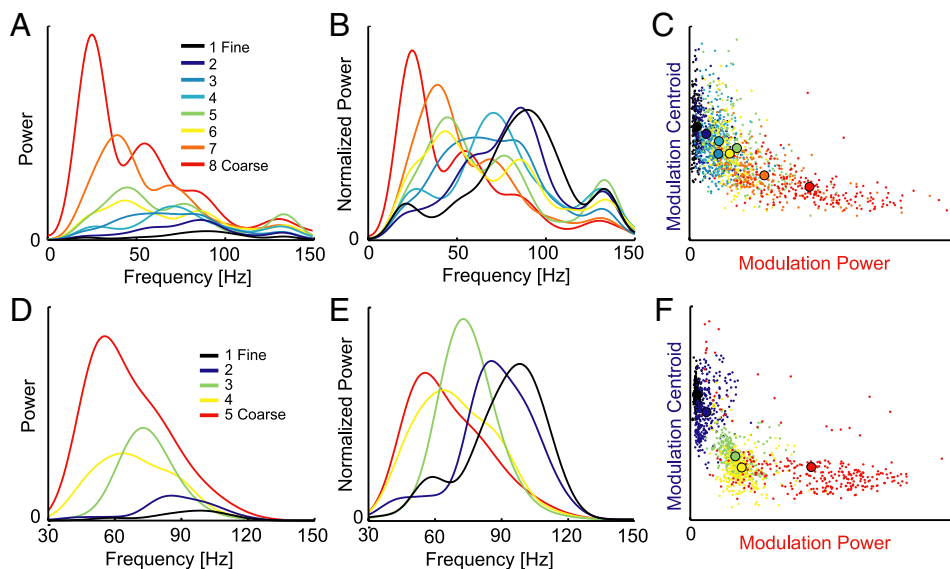 A
Power
0
1 Fine
2
3
4
5
6
7
8 Coarse
0
50
100
150
Frequency [Hz]
B
Normalized Power
0
50
100
150
Frequency [Hz]
C
Modulation Centroid
0
Modulation Power
D
Power
0
1 Fine
2
3
4
5 Coarse
30
60
90
120
150
Frequency [Hz]
E
Normalized Power
30
60
90
120
150
Frequency [Hz]
F
Modulation Centroid
0
Modulation Power